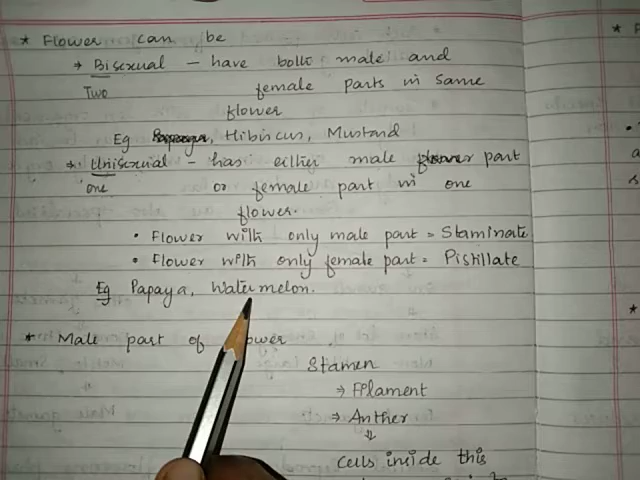 * Flower can be
→ Bisexual - have both male and
Two female parts in same
flower
Eg Hibiscus, Mustard
→ Unisexual - has either male part
one or female part in one
flower.
• Flower with only male part = Staminate
• Flower with only female part = Pistillate
Eg Papaya, Watermelon.
* Male part of
Stamen
→ Filament
→ Anther
⇓
cells inside this